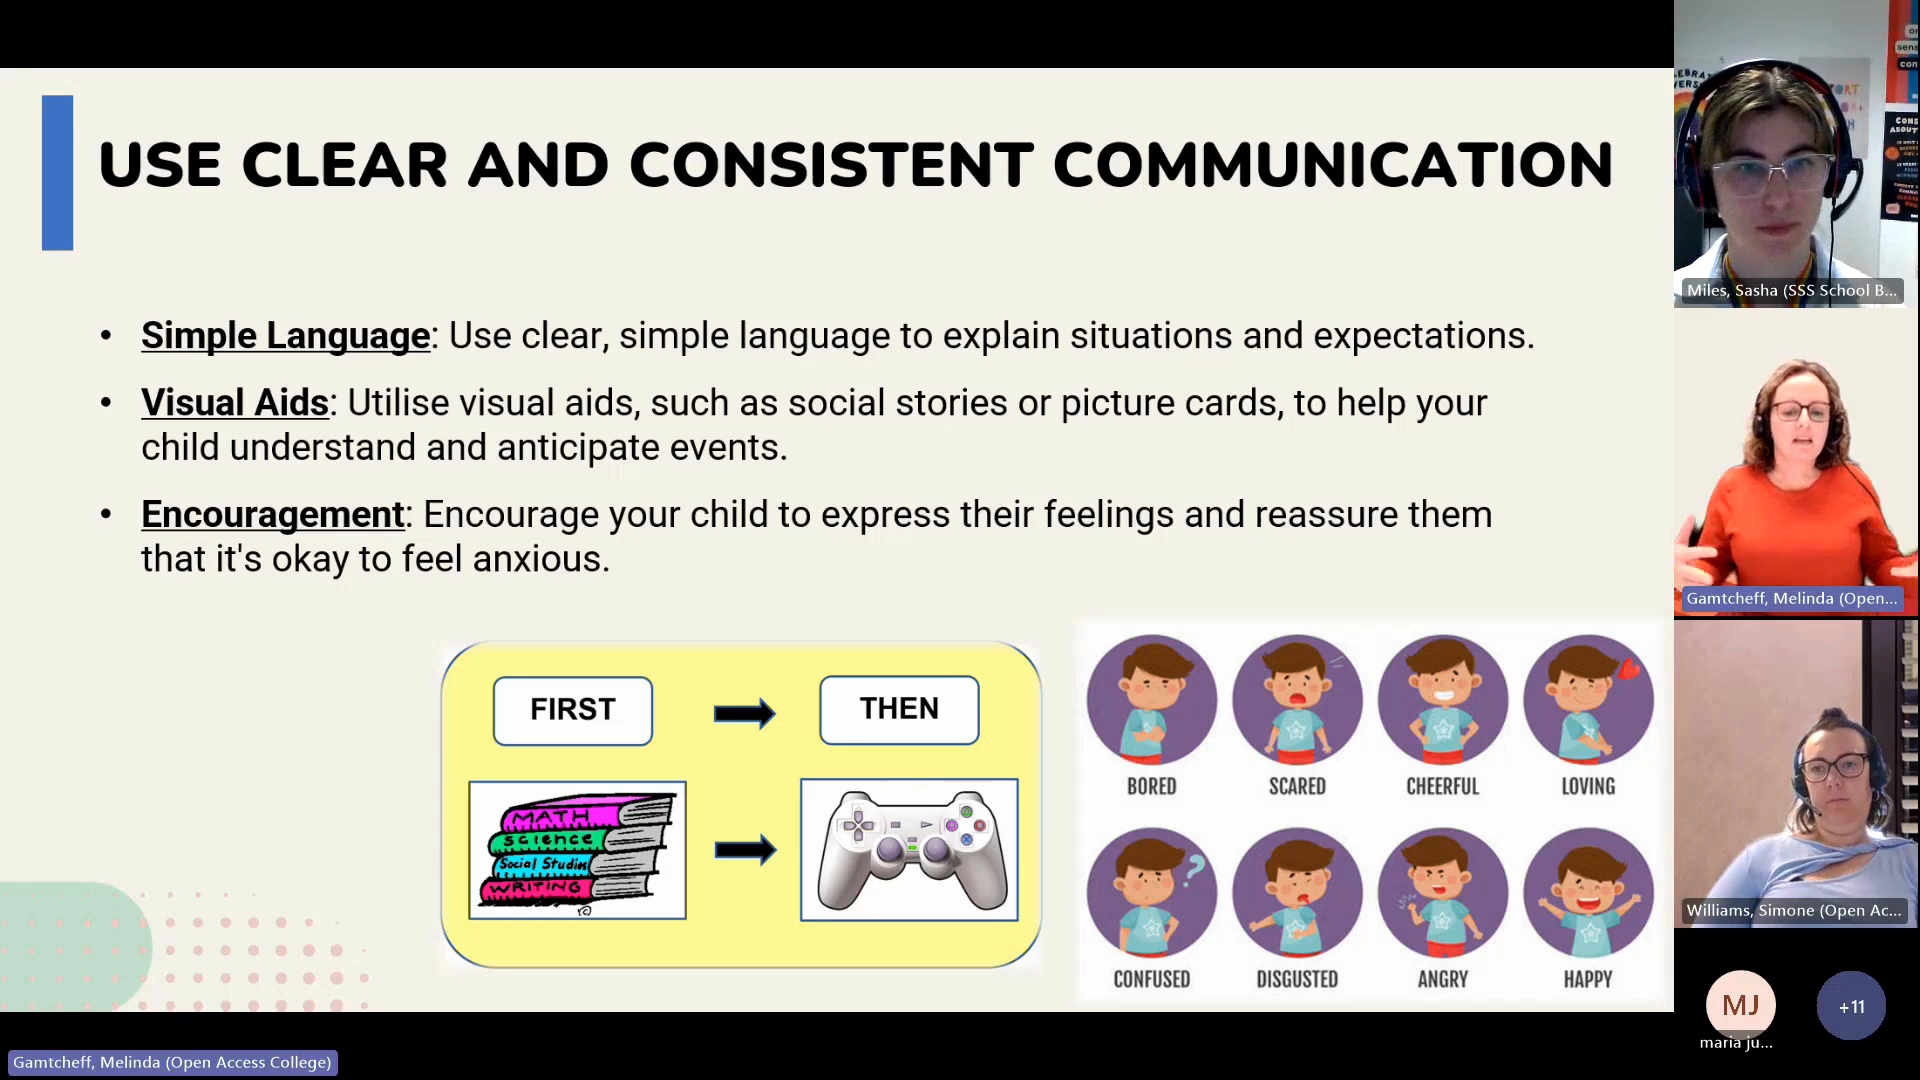 USE CLEAR AND CONSISTENT COMMUNICATION
• Simple Language: Use clear, simple language to explain situations and expectations.
• Visual Aids: Utilise visual aids, such as social stories or picture cards, to help your
child understand and anticipate events.
• Encouragement: Encourage your child to express their feelings and reassure them
that it's okay to feel anxious.
FIRST
THEN
MATH
science
Social Studies
WRITING
BORED
SCARED
CHEERFUL
LOVING
CONFUSED
DISGUSTED
ANGRY
HAPPY
Miles, Sasha (SSS School B...
Gamtcheff, Melinda (Open...
Williams, Simone (Open Ac...
MJ
maria ju...
+11
Gamtcheff, Melinda (Open Access College)